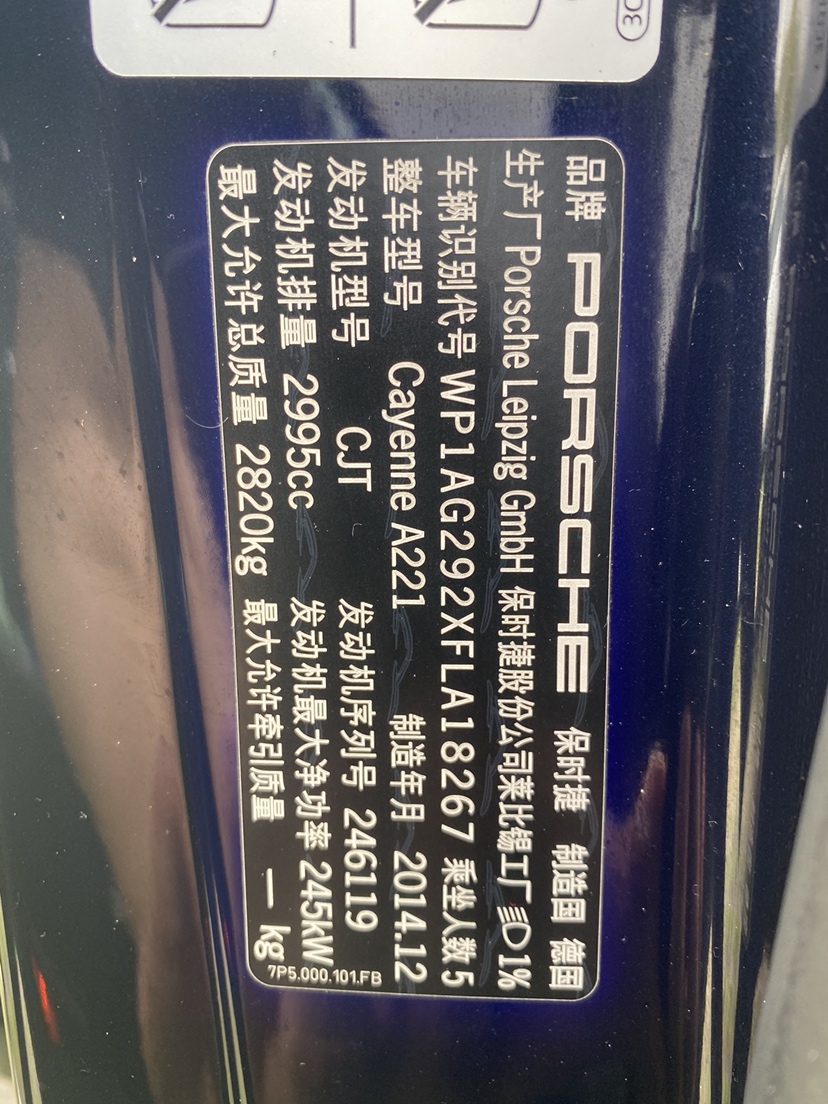 品牌 PORSCHE 保时捷 制造国 德国
生产厂 Porsche Leipzig GmbH 保时捷股份公司莱比锡工厂 1%
车辆识别代号 WP1AG292XFLA18267 乘坐人数 5
整车型号 Cayenne A221 制造年月 2014.12
发动机型号 CJT 发动机序列号 246119
发动机排量 2995cc 发动机最大净功率 245kW
最大允许总质量 2820kg 最大允许牵引质量 — kg
7P5.000.101.FB